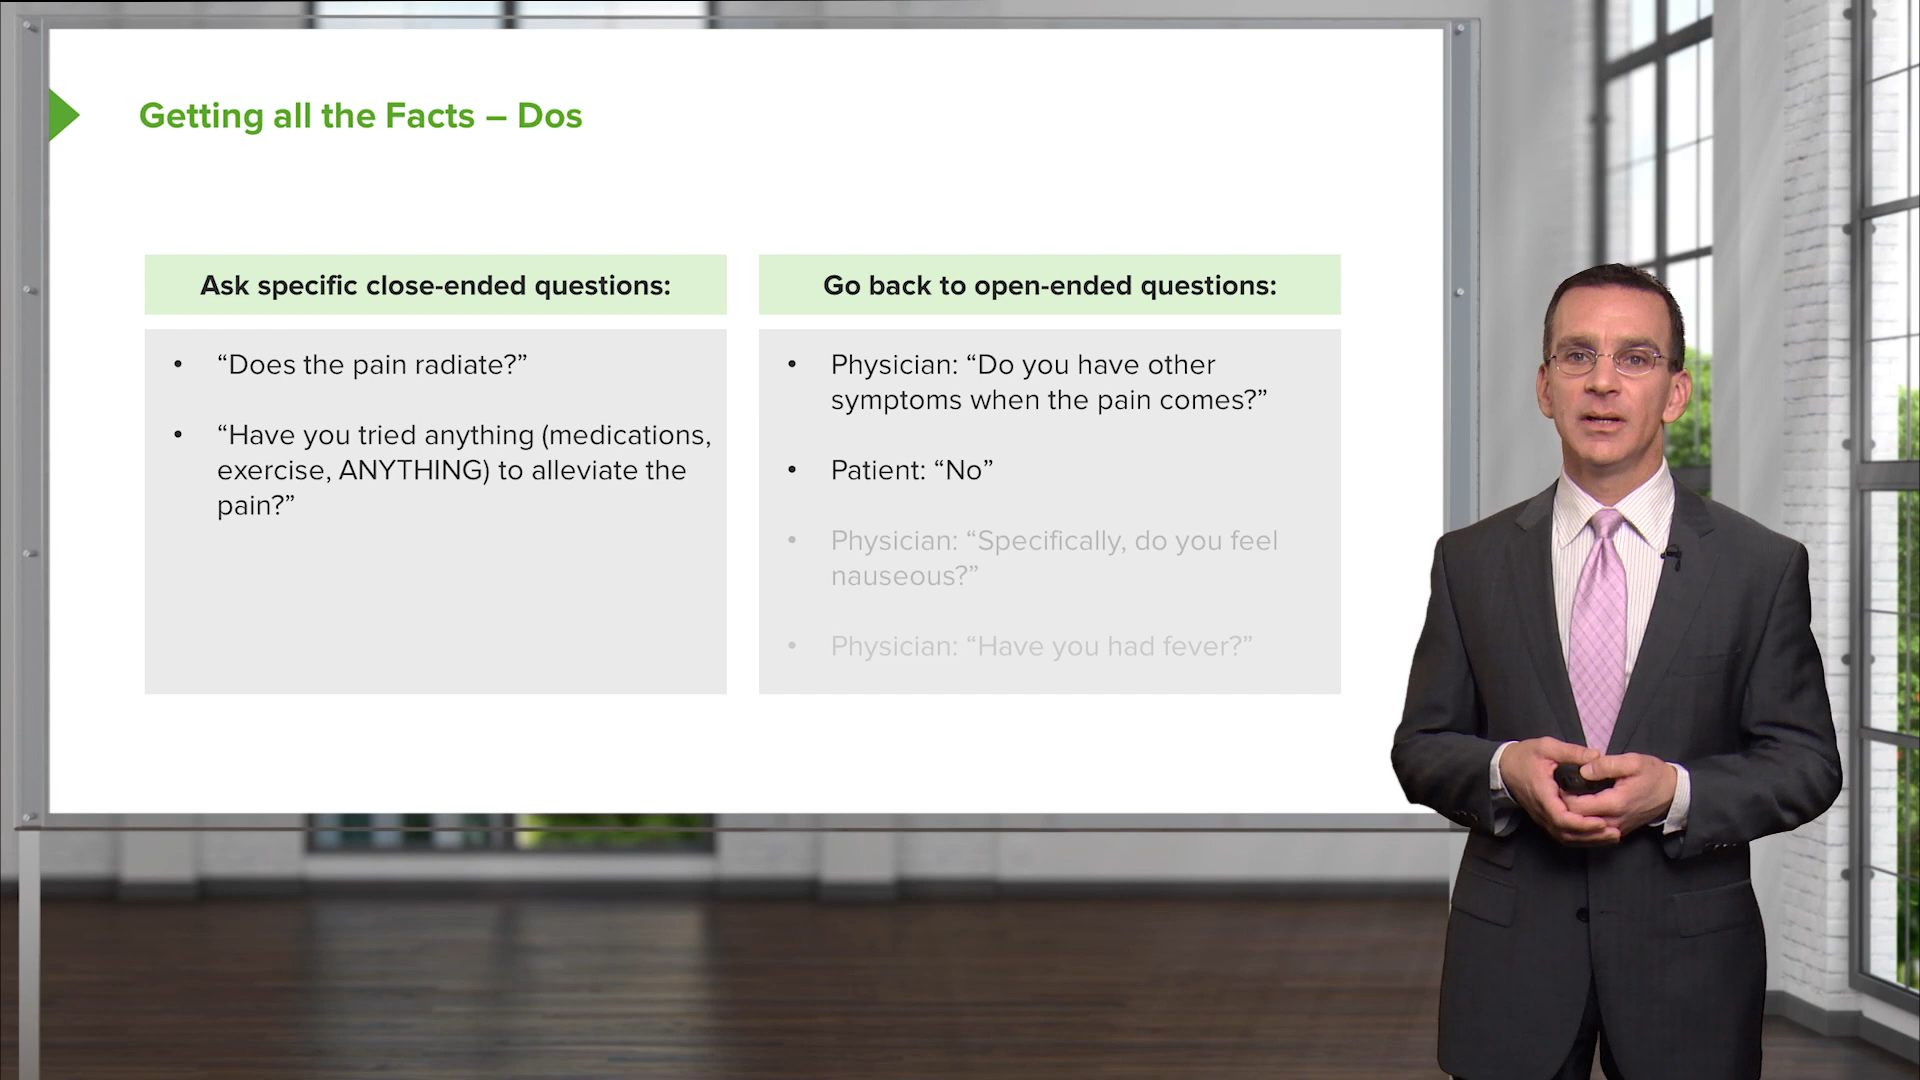 Getting all the Facts – Dos
Ask specific close-ended questions:
• “Does the pain radiate?”
• “Have you tried anything (medications,
exercise, ANYTHING) to alleviate the
pain?”
Go back to open-ended questions:
• Physician: “Do you have other
symptoms when the pain comes?”
• Patient: “No”
• Physician: “Specifically, do you feel
nauseous?”
• Physician: “Have you had fever?”